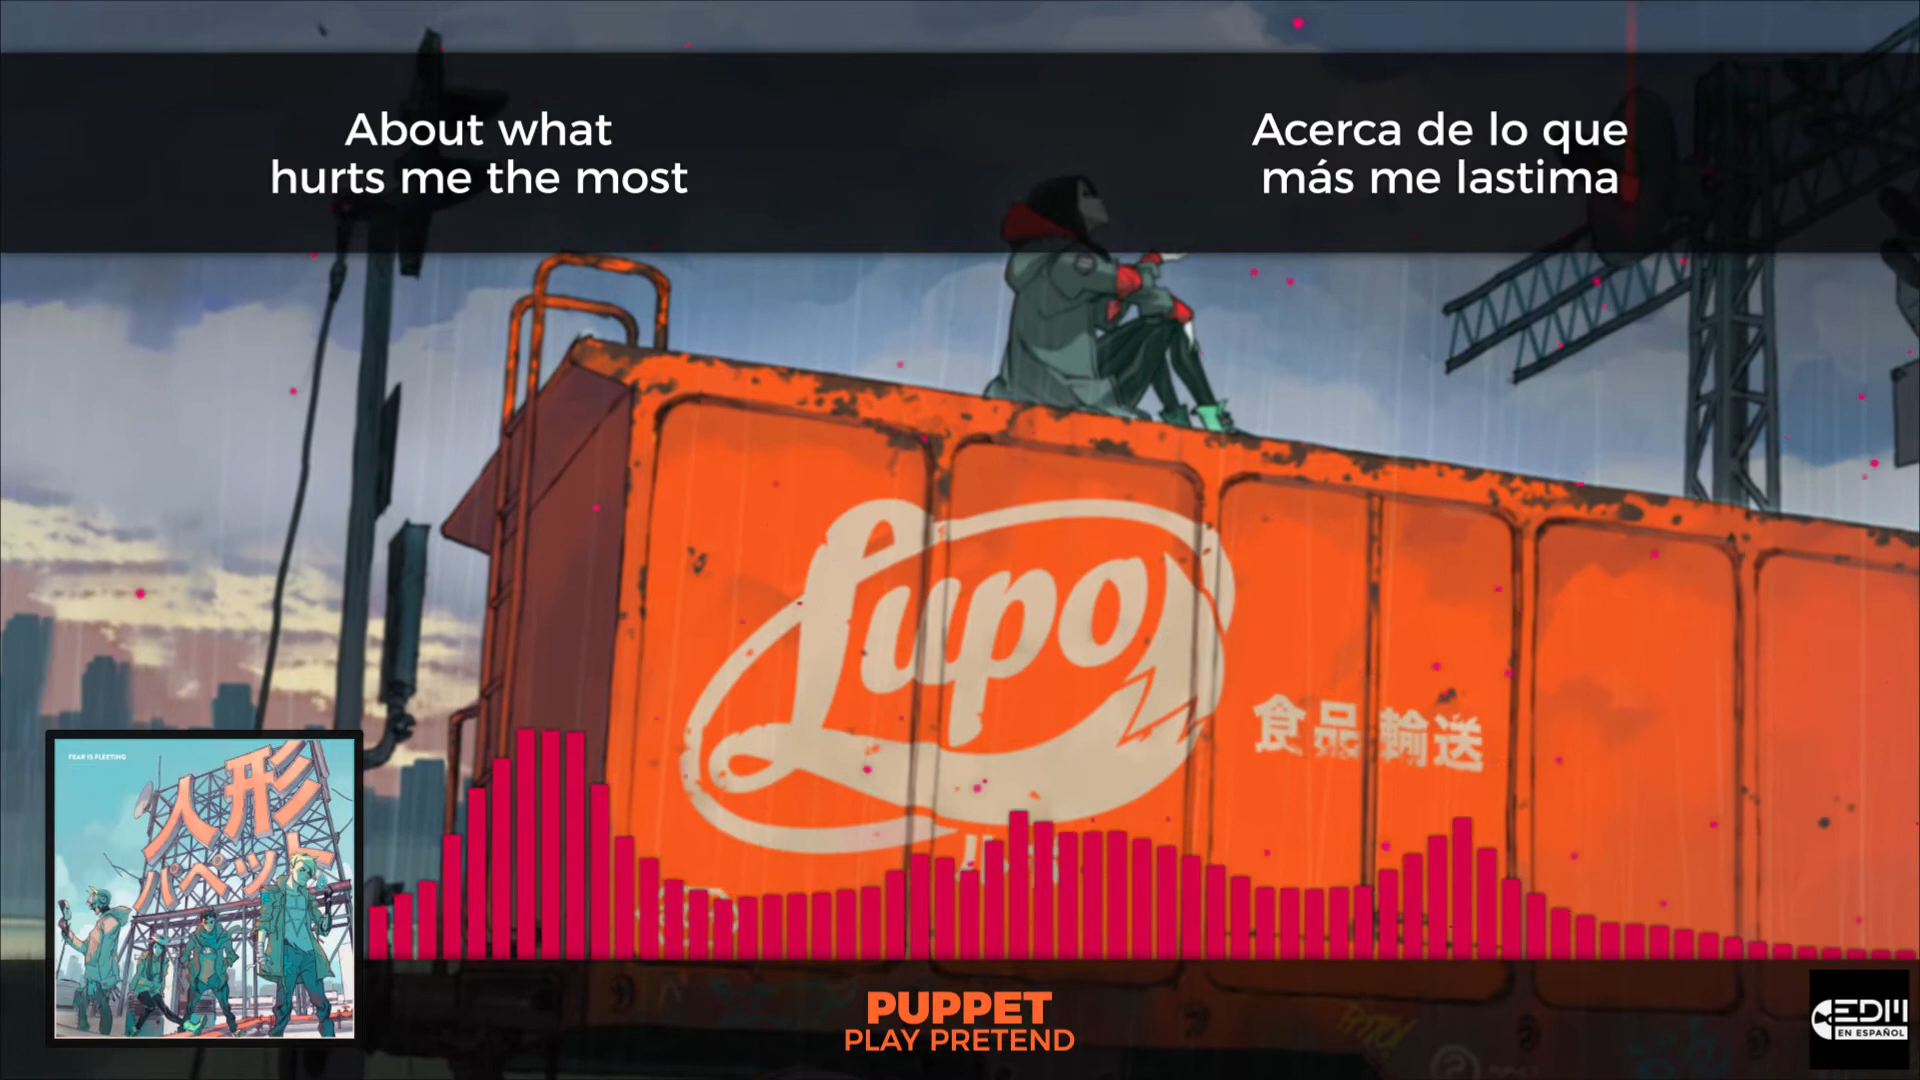 About what
hurts me the most
Acerca de lo que
más me lastima
Lupo
食品輸送
FEAR IS FLEETING
人形
パペット
PUPPET
PLAY PRETEND
EDM
EN ESPAÑOL